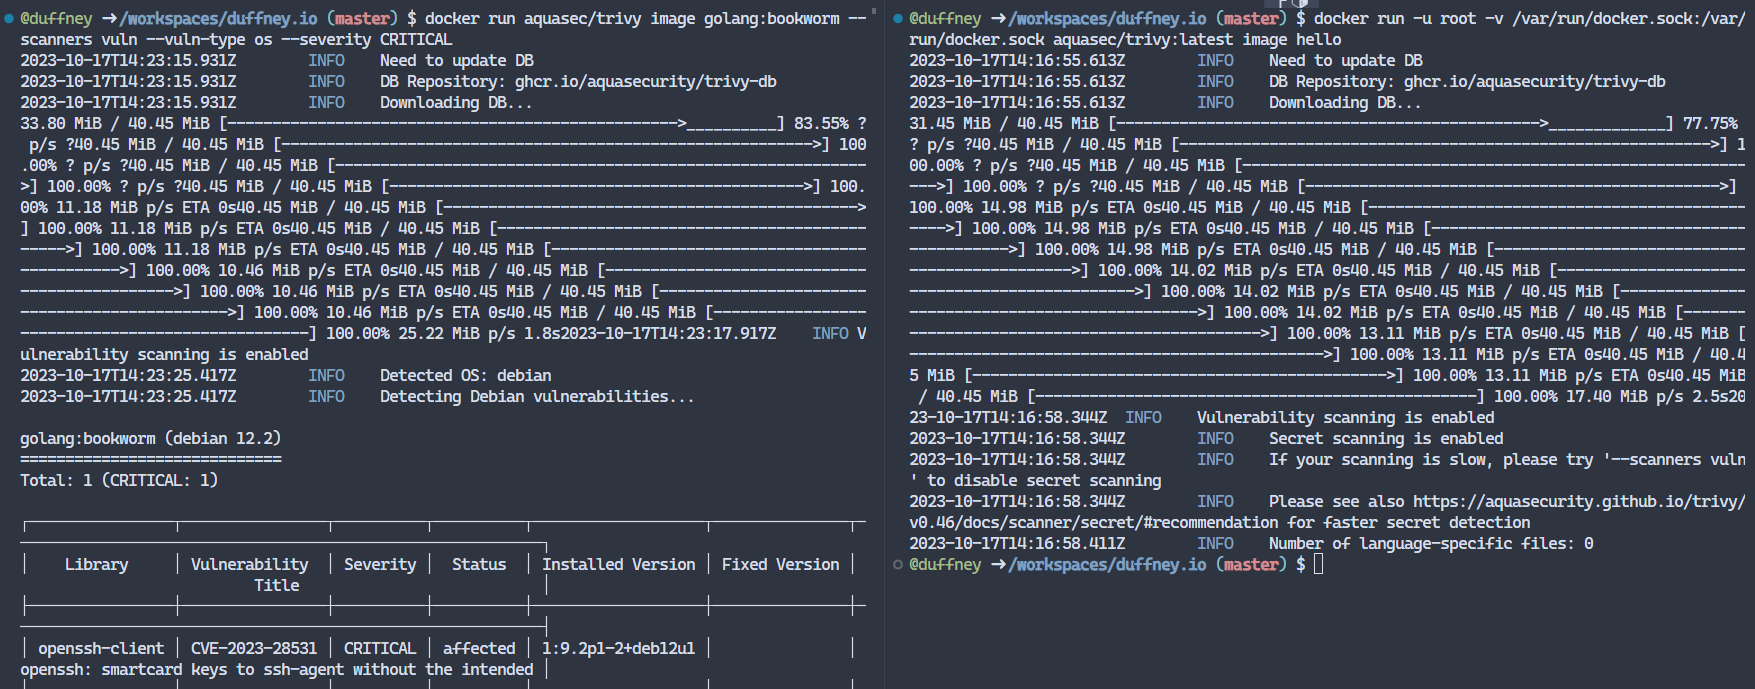 @duffney ➜/workspaces/duffney.io (master) $ docker run aquasec/trivy image golang:bookworm --
scanners vuln --vuln-type os --severity CRITICAL
2023-10-17T14:23:15.931Z        INFO    Need to update DB
2023-10-17T14:23:15.931Z        INFO    DB Repository: ghcr.io/aquasecurity/trivy-db
2023-10-17T14:23:15.931Z        INFO    Downloading DB...
33.80 MiB / 40.45 MiB [-------------------------------------------------->__________] 83.55% ?
 p/s ?40.45 MiB / 40.45 MiB [----------------------------------------------------------->] 100
.00% ? p/s ?40.45 MiB / 40.45 MiB [-----------------------------------------------------------
>] 100.00% ? p/s ?40.45 MiB / 40.45 MiB [---------------------------------------------->] 100.
00% 11.18 MiB p/s ETA 0s40.45 MiB / 40.45 MiB [---------------------------------------------->
] 100.00% 11.18 MiB p/s ETA 0s40.45 MiB / 40.45 MiB [-----------------------------------------
----->] 100.00% 11.18 MiB p/s ETA 0s40.45 MiB / 40.45 MiB [-----------------------------------
----------->] 100.00% 10.46 MiB p/s ETA 0s40.45 MiB / 40.45 MiB [-----------------------------
----------------->] 100.00% 10.46 MiB p/s ETA 0s40.45 MiB / 40.45 MiB [-----------------------
----------------------->] 100.00% 10.46 MiB p/s ETA 0s40.45 MiB / 40.45 MiB [-----------------
--------------------------------] 100.00% 25.22 MiB p/s 1.8s2023-10-17T14:23:17.917Z    INFO V
ulnerability scanning is enabled
2023-10-17T14:23:25.417Z        INFO    Detected OS: debian
2023-10-17T14:23:25.417Z        INFO    Detecting Debian vulnerabilities...
golang:bookworm (debian 12.2)
=============================
Total: 1 (CRITICAL: 1)
│ Library │ Vulnerability │ Severity │ Status │ Installed Version │ Fixed Version │
Title │
│ openssh-client │ CVE-2023-28531 │ CRITICAL │ affected │ 1:9.2p1-2+deb12u1 │ │
openssh: smartcard keys to ssh-agent without the intended │
@duffney ➜/workspaces/duffney.io (master) $ docker run -u root -v /var/run/docker.sock:/var/
run/docker.sock aquasec/trivy:latest image hello
2023-10-17T14:16:55.613Z        INFO    Need to update DB
2023-10-17T14:16:55.613Z        INFO    DB Repository: ghcr.io/aquasecurity/trivy-db
2023-10-17T14:16:55.613Z        INFO    Downloading DB...
31.45 MiB / 40.45 MiB [----------------------------------------------->_____________] 77.75%
? p/s ?40.45 MiB / 40.45 MiB [----------------------------------------------------------->] 1
00.00% ? p/s ?40.45 MiB / 40.45 MiB [--------------------------------------------------------
--->] 100.00% ? p/s ?40.45 MiB / 40.45 MiB [---------------------------------------------->]
100.00% 14.98 MiB p/s ETA 0s40.45 MiB / 40.45 MiB [------------------------------------------
---->] 100.00% 14.98 MiB p/s ETA 0s40.45 MiB / 40.45 MiB [-----------------------------------
----------->] 100.00% 14.98 MiB p/s ETA 0s40.45 MiB / 40.45 MiB [----------------------------
------------------>] 100.00% 14.02 MiB p/s ETA 0s40.45 MiB / 40.45 MiB [---------------------
------------------------->] 100.00% 14.02 MiB p/s ETA 0s40.45 MiB / 40.45 MiB [--------------
-------------------------------->] 100.00% 14.02 MiB p/s ETA 0s40.45 MiB / 40.45 MiB [-------
--------------------------------------->] 100.00% 13.11 MiB p/s ETA 0s40.45 MiB / 40.45 MiB [
---------------------------------------------->] 100.00% 13.11 MiB p/s ETA 0s40.45 MiB / 40.4
5 MiB [---------------------------------------------->] 100.00% 13.11 MiB p/s ETA 0s40.45 MiB
 / 40.45 MiB [-------------------------------------------------] 100.00% 17.40 MiB p/s 2.5s20
23-10-17T14:16:58.344Z  INFO    Vulnerability scanning is enabled
2023-10-17T14:16:58.344Z        INFO    Secret scanning is enabled
2023-10-17T14:16:58.344Z        INFO    If your scanning is slow, please try '--scanners vuln
' to disable secret scanning
2023-10-17T14:16:58.344Z        INFO    Please see also https://aquasecurity.github.io/trivy/
v0.46/docs/scanner/secret/#recommendation for faster secret detection
2023-10-17T14:16:58.411Z        INFO    Number of language-specific files: 0
@duffney ➜/workspaces/duffney.io (master) $